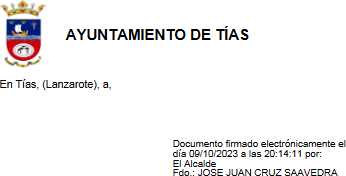 AYUNTAMIENTO DE TÍAS
En Tías, (Lanzarote), a,
Documento firmado electrónicamente el
día 09/10/2023 a las 20:14:11 por:
El Alcalde
Fdo.: JOSE JUAN CRUZ SAAVEDRA